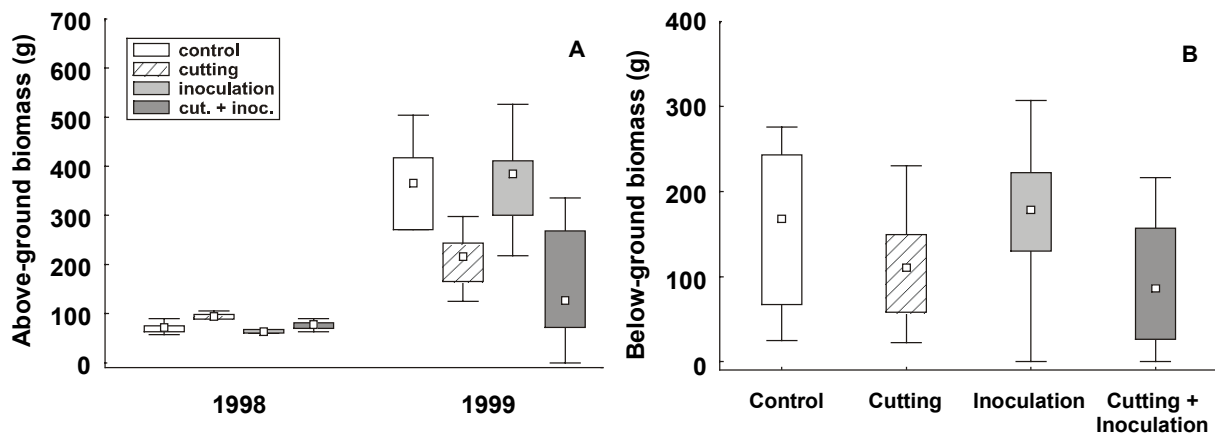 Above-ground biomass (g)
700
600
500
400
300
200
100
0
A
control
cutting
inoculation
cut. + inoc.
1998
1999
Below-ground biomass (g)
400
300
200
100
0
B
Control
Cutting
Inoculation
Cutting +
Inoculation